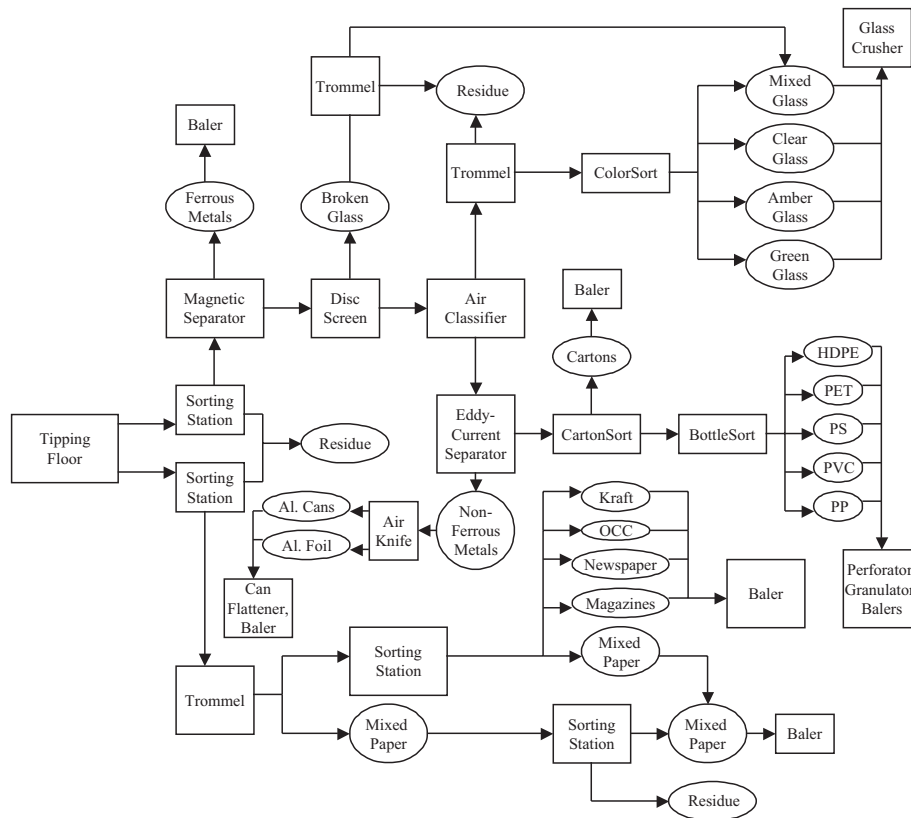 Glass
Crusher
Trommel
Residue
Mixed
Glass
Baler
Clear
Glass
Trommel
ColorSort
Ferrous
Metals
Broken
Glass
Amber
Glass
Green
Glass
Magnetic
Separator
Disc
Screen
Air
Classifier
Baler
Cartons
HDPE
PET
Sorting
Station
Eddy-
Current
Separator
CartonSort
BottleSort
PS
Tipping
Floor
Residue
Sorting
Station
PVC
Kraft
PP
Al. Cans
Air
Knife
Non-
Ferrous
Metals
OCC
Al. Foil
Newspaper
Can
Flattener,
Baler
Magazines
Baler
Perforator
Granulator
Balers
Sorting
Station
Mixed
Paper
Trommel
Mixed
Paper
Sorting
Station
Mixed
Paper
Baler
Residue